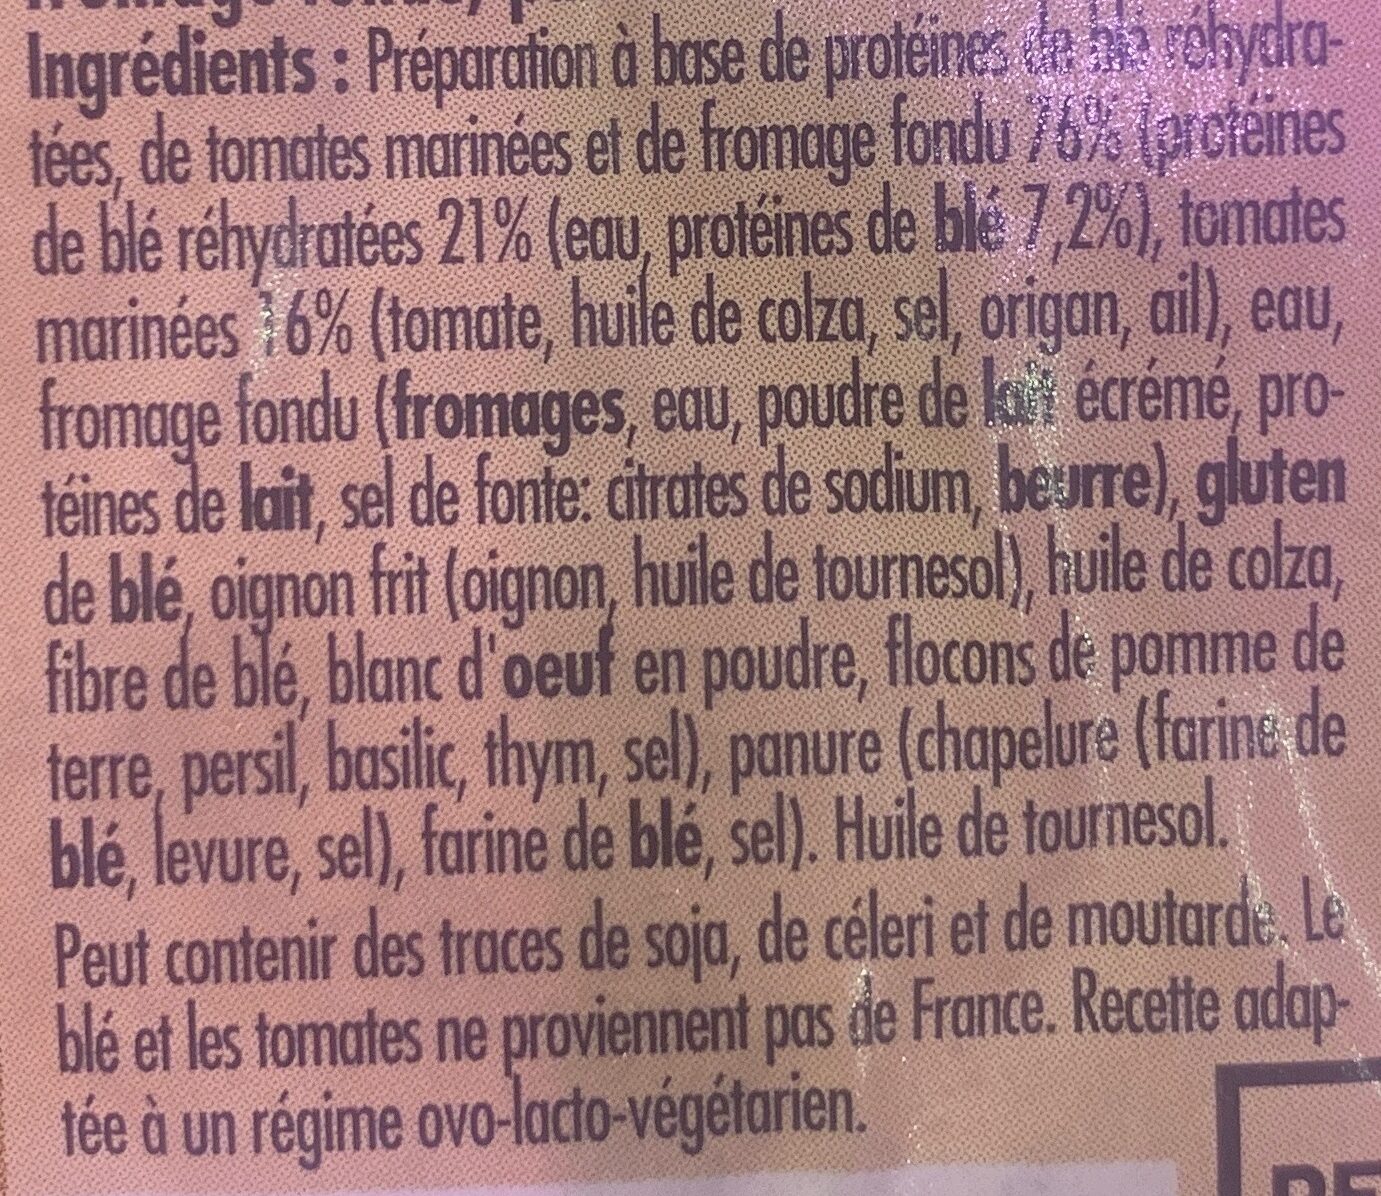 Ingrédients : Préparation à base de protéines de blé réhydra-
tées, de tomates marinées et de fromage fondu 76% (protéines
de blé réhydratées 21% (eau, protéines de blé 7,2%), tomates
marinées 16% (tomate, huile de colza, sel, origan, ail), eau,
fromage fondu (fromages, eau, poudre de lait écrémé, pro-
téines de lait, sel de fonte: citrates de sodium, beurre), gluten
de blé, oignon frit (oignon, huile de tournesol), huile de colza,
fibre de blé, blanc d'oeuf en poudre, flocons de pomme de
terre, persil, basilic, thym, sel), panure (chapelure (farine de
blé, levure, sel), farine de blé, sel). Huile de tournesol.
Peut contenir des traces de soja, de céleri et de moutarde. Le
blé et les tomates ne proviennent pas de France. Recette adap-
tée à un régime ovo-lacto-végétarien.